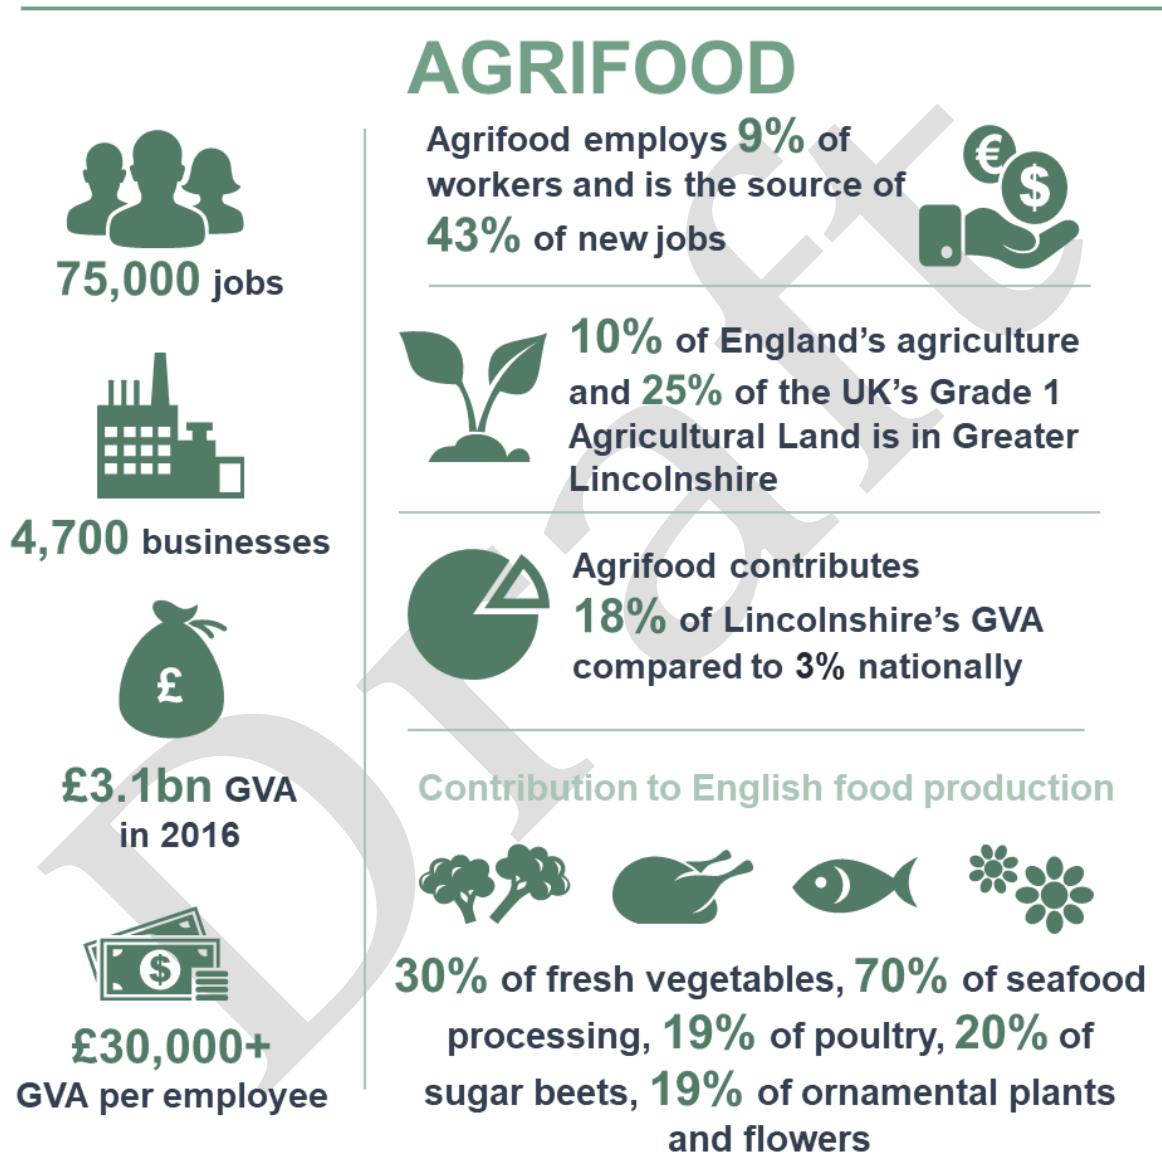 AGRIFOOD
75,000 jobs
4,700 businesses
£
£3.1bn GVA
in 2016
$
£30,000+
GVA per employee
Agrifood employs 9% of
workers and is the source of
43% of new jobs
€
$
10% of England’s agriculture
and 25% of the UK’s Grade 1
Agricultural Land is in Greater
Lincolnshire
Agrifood contributes
18% of Lincolnshire’s GVA
compared to 3% nationally
Contribution to English food production
30% of fresh vegetables, 70% of seafood
processing, 19% of poultry, 20% of
sugar beets, 19% of ornamental plants
and flowers
Draft